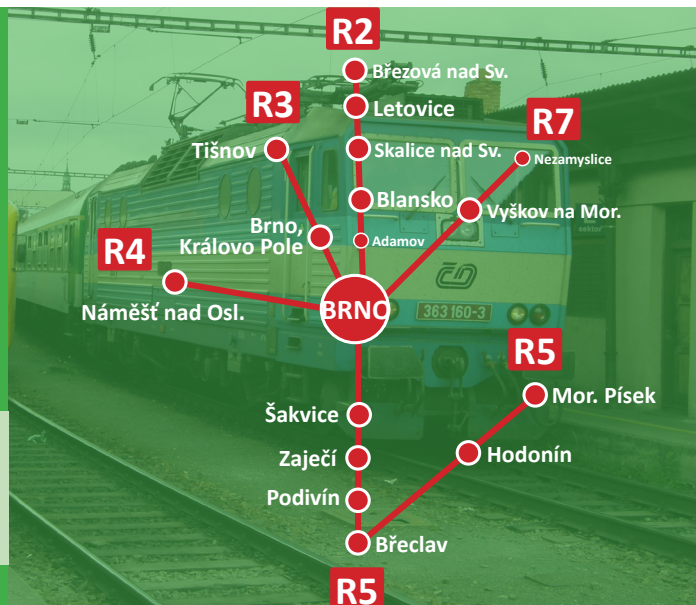 R2
Březová nad Sv.
R3
Letovice
R7
Tišnov
Skalice nad Sv.
Nezamyslice
Blansko
Vyškov na Mor.
Brno,
Královo Pole
Adamov
R4
Náměšť nad Osl.
BRNO
363 160-3
R5
Mor. Písek
Šakvice
Hodonín
Zaječí
Podivín
Břeclav
R5